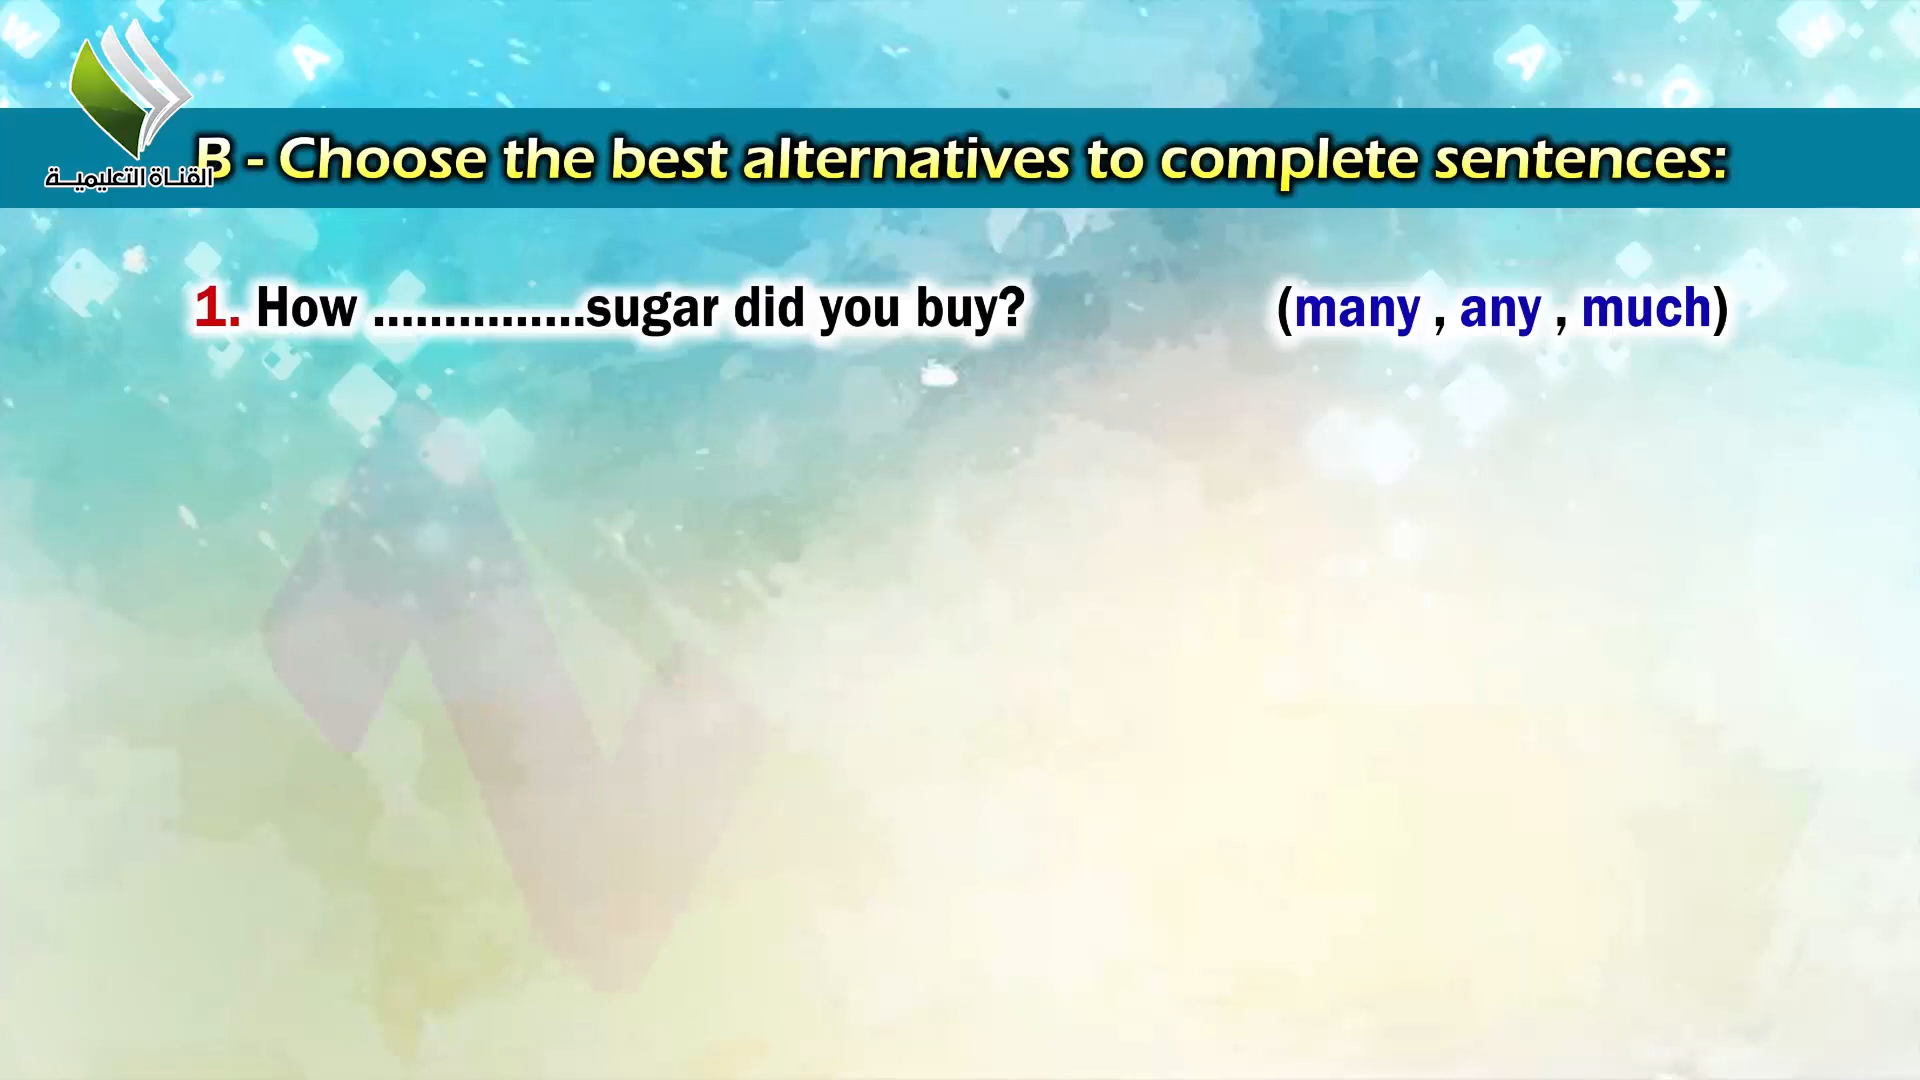 القناة التعليمية
B - Choose the best alternatives to complete sentences:
1. How ...............sugar did you buy? (many , any , much)